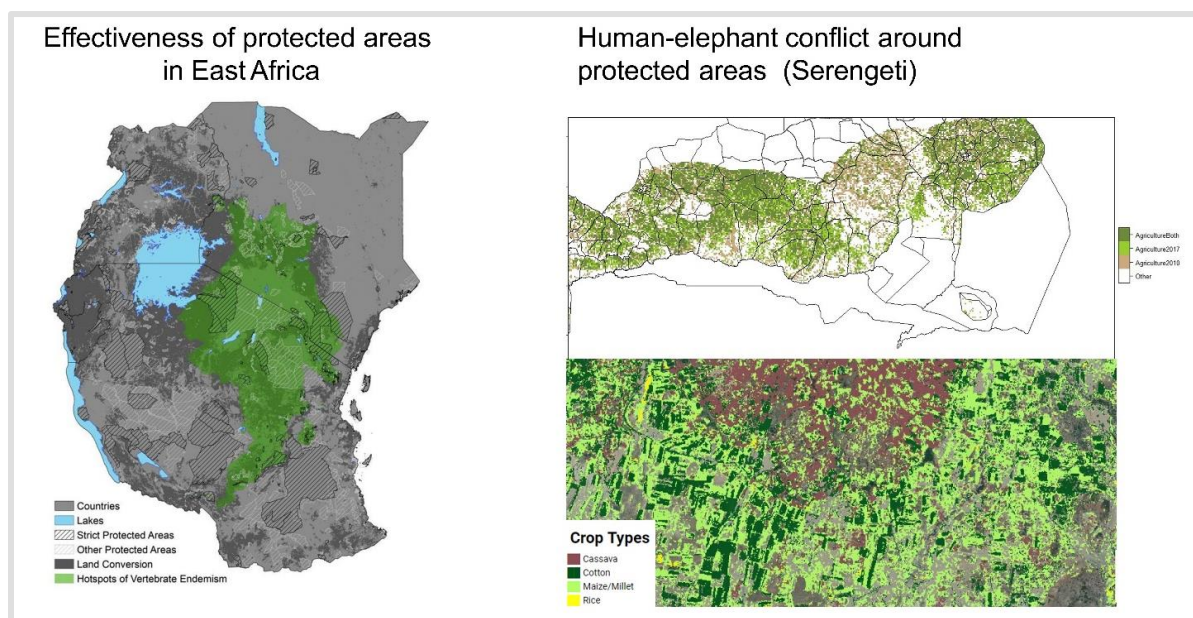 Effectiveness of protected areas
in East Africa
Countries
Lakes
Strict Protected Areas
Other Protected Areas
Land Conversion
Hotspots of Vertebrate Endemism
Human-elephant conflict around
protected areas (Serengeti)
AgricultureBoth
Agriculture2017
Agriculture2010
Other
Crop Types
Cassava
Cotton
Maize/Millet
Rice